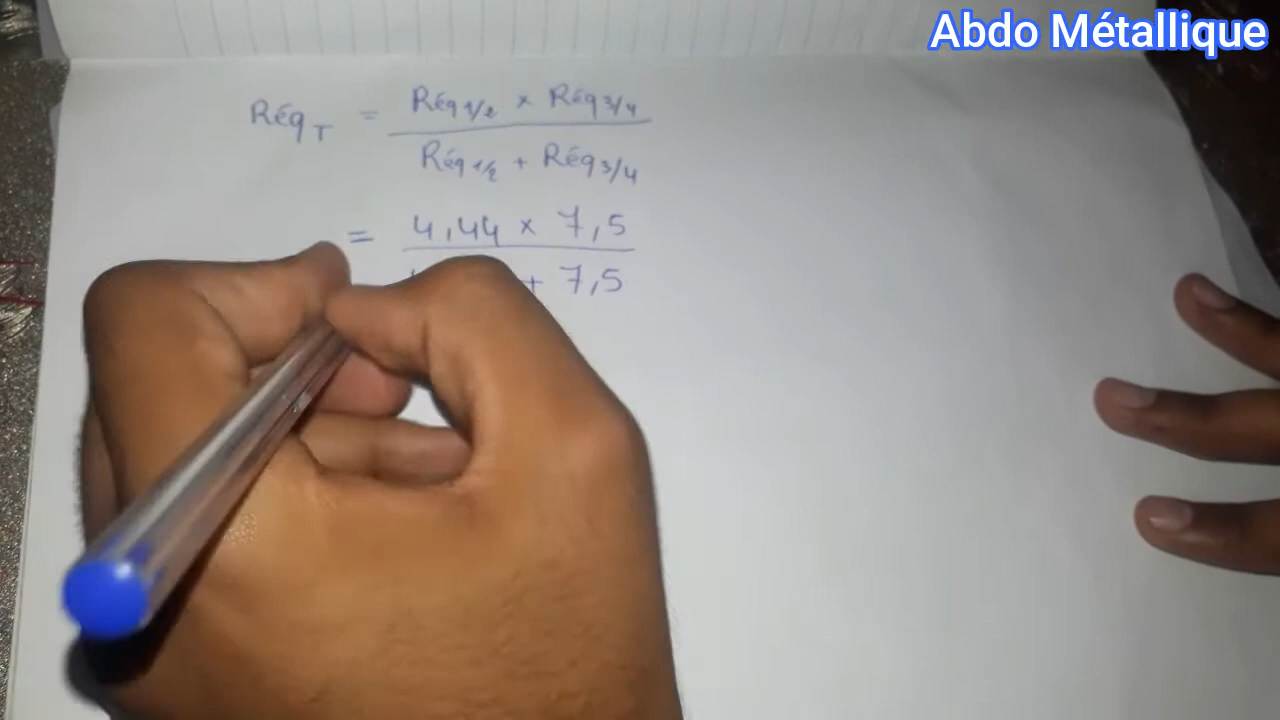 Abdo Métallique
Réq T = Réq 1/2 × Réq 3/4
Réq 1/2 + Réq 3/4
= 4,44 × 7,5
+ 7,5